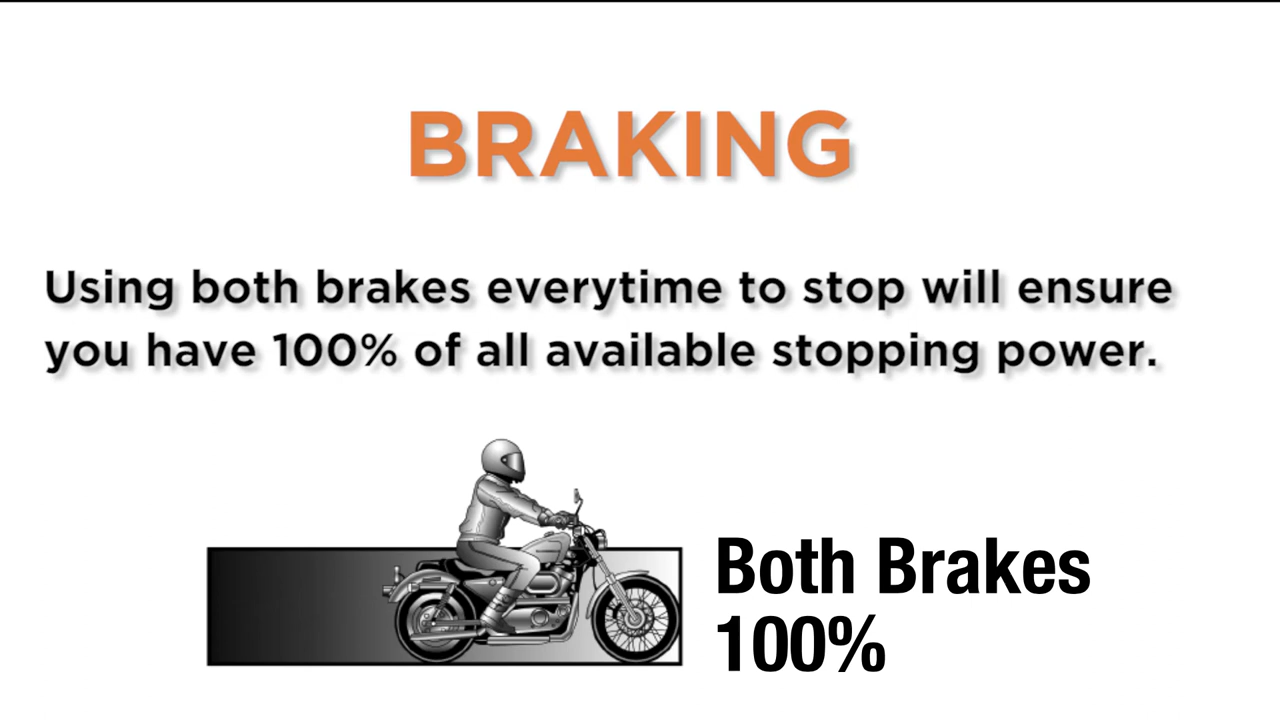 BRAKING
Using both brakes everytime to stop will ensure
you have 100% of all available stopping power.
Both Brakes
100%